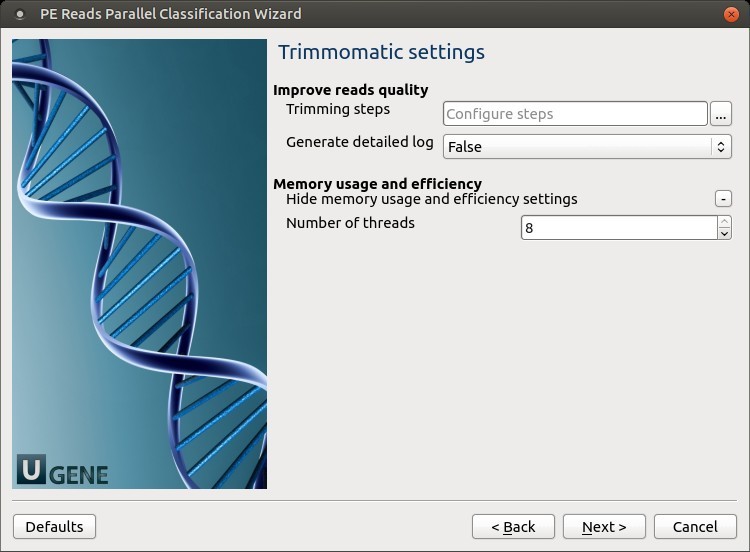 PE Reads Parallel Classification Wizard
Trimmomatic settings
Improve reads quality
Trimming steps
Configure steps
...
Generate detailed log
False
Memory usage and efficiency
Hide memory usage and efficiency settings
-
Number of threads
8
U GENE
Defaults
< Back
Next >
Cancel